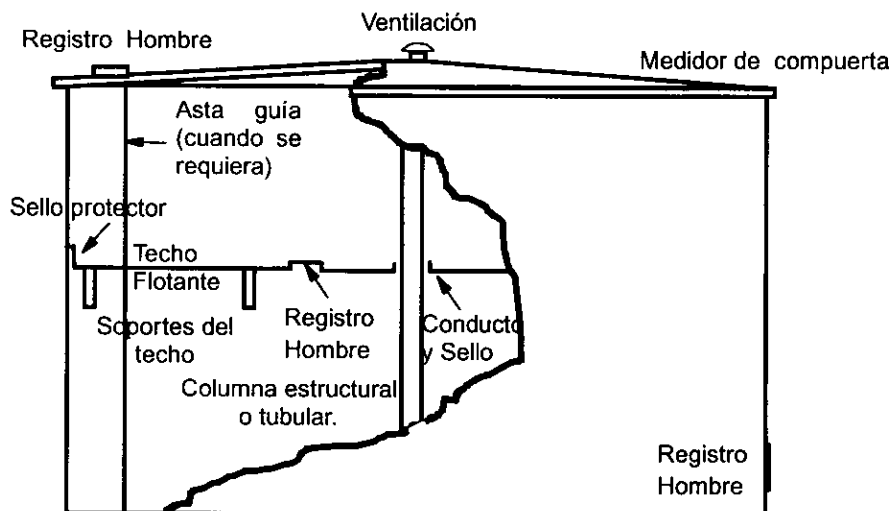 Ventilación
Registro Hombre
Medidor de compuerta
Asta guía
(cuando se
requiera)
Sello protector
Techo
Flotante
Soportes del
techo
Registro
Hombre
Conducto
y Sello
Columna estructural
o tubular.
Registro
Hombre